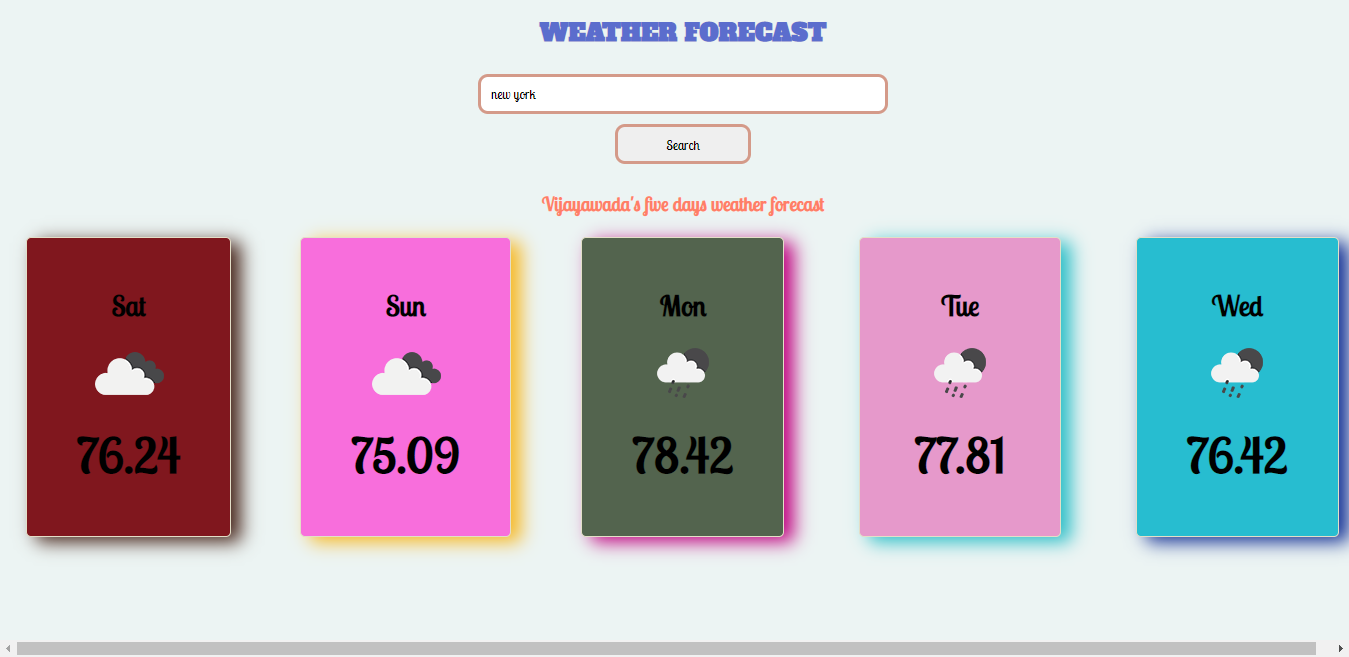 WEATHER FORECAST
new york
Search
Vijayawada's five days weather forecast
Sat Sun Mon Tue Wed
76.24 75.09 78.42 77.81 76.42